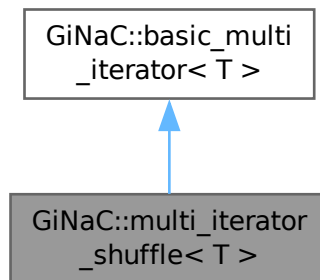 GiNaC::basic_multi
_iterator< T >
GiNaC::multi_iterator
_shuffle< T >